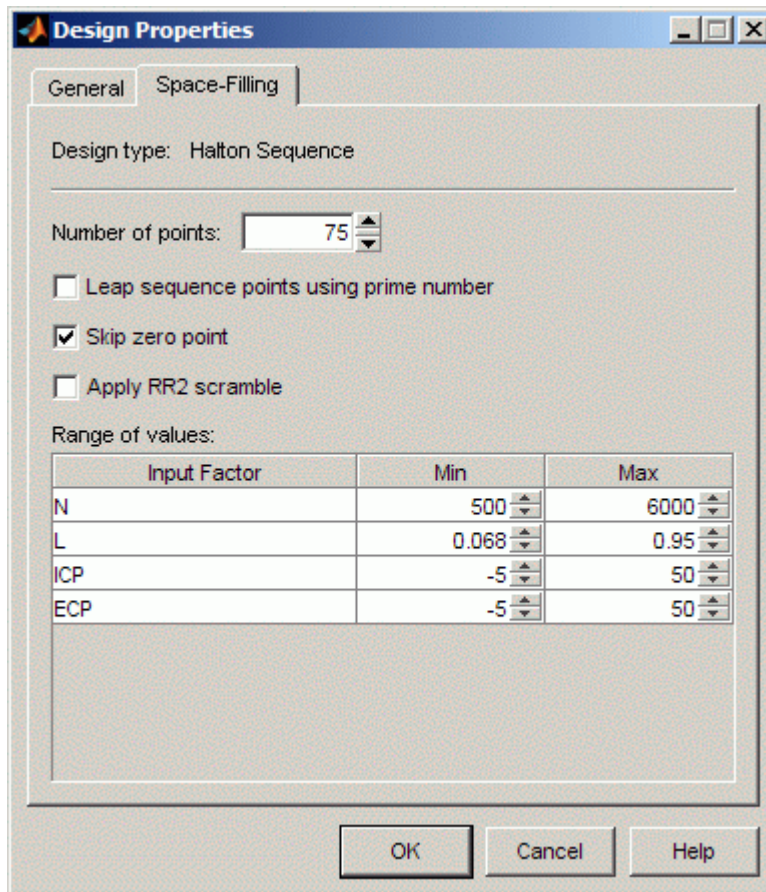 Design Properties
General Space-Filling
Design type: Halton Sequence
Number of points: 75
Leap sequence points using prime number
Skip zero point
Apply RR2 scramble
Range of values:
Input Factor Min Max
N 500 6000
L 0.068 0.95
ICP -5 50
ECP -5 50
OK Cancel Help